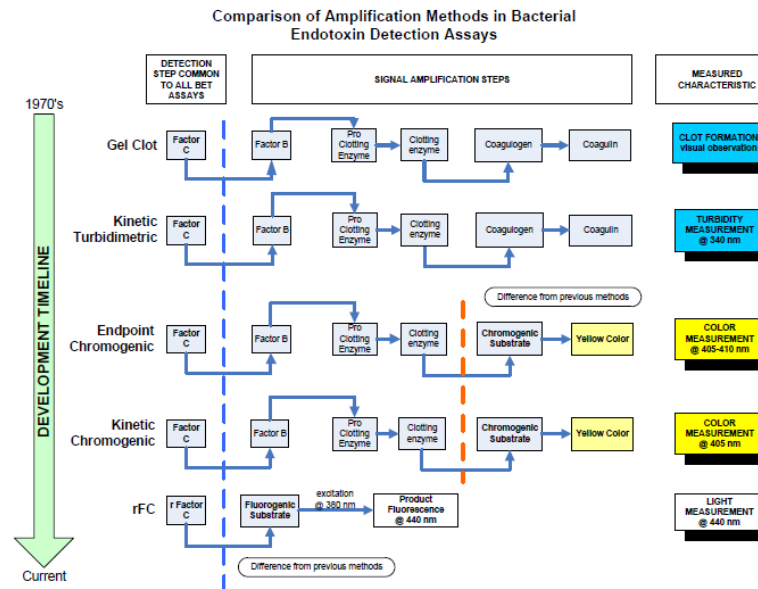 Comparison of Amplification Methods in Bacterial
Endotoxin Detection Assays
DETECTION
STEP COMMON
TO ALL BET
ASSAYS
SIGNAL AMPLIFICATION STEPS
MEASURED
CHARACTERISTIC
1970's
DEVELOPMENT TIMELINE
Current
Gel Clot
Factor
C
Factor B
Pro
Clotting
Enzyme
Clotting
enzyme
Coagulogen
Coagulin
CLOT FORMATION
visual observation
Kinetic
Turbidimetric
Factor
C
Factor B
Pro
Clotting
Enzyme
Clotting
enzyme
Coagulogen
Coagulin
TURBIDITY
MEASUREMENT
@ 340 nm
Difference from previous methods
Endpoint
Chromogenic
Factor
C
Factor B
Pro
Clotting
Enzyme
Clotting
enzyme
Chromogenic
Substrate
Yellow Color
COLOR
MEASUREMENT
@ 405-410 nm
Kinetic
Chromogenic
Factor
C
Factor B
Pro
Clotting
Enzyme
Clotting
enzyme
Chromogenic
Substrate
Yellow Color
COLOR
MEASUREMENT
@ 405 nm
rFC
r Factor
C
Fluorogenic
Substrate
excitation
@ 380 nm
Product
Fluorescence
@ 440 nm
LIGHT
MEASUREMENT
@ 440 nm
Difference from previous methods